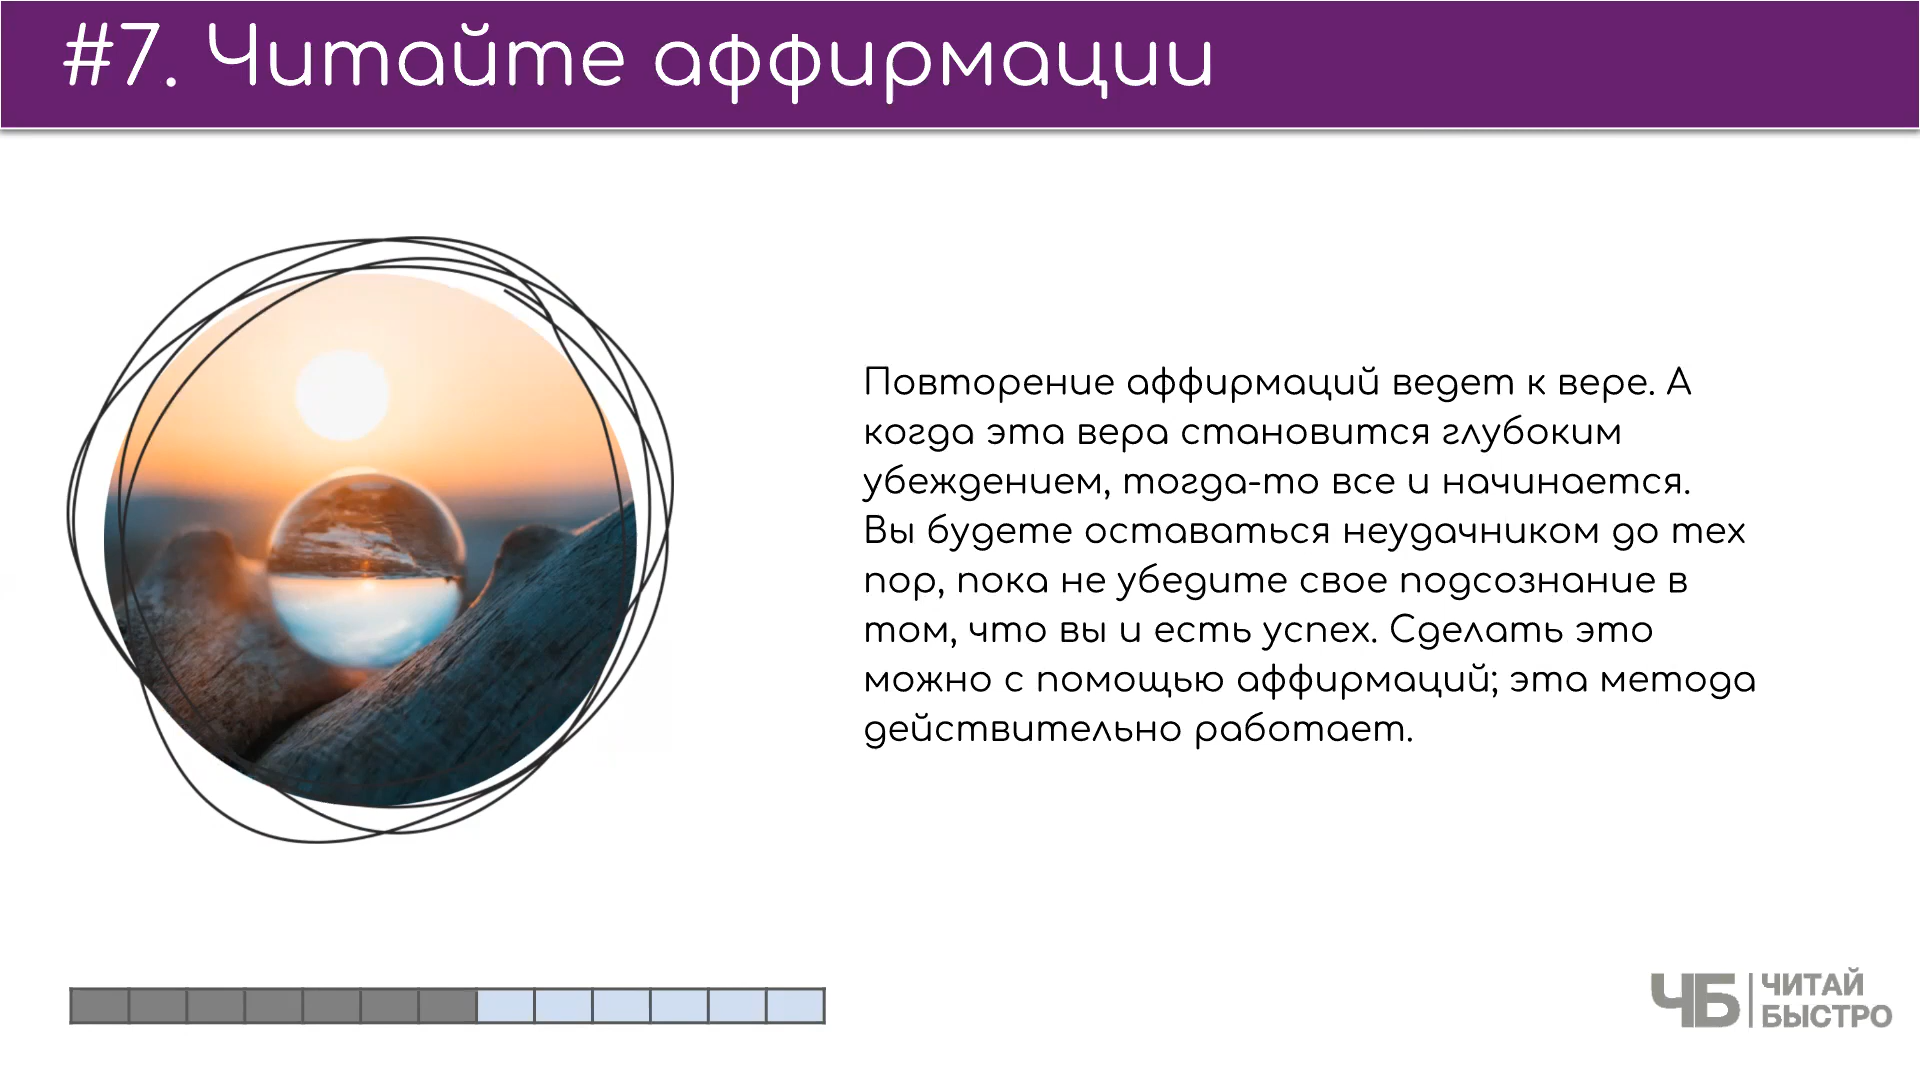 #7. Читайте аффирмации
Повторение аффирмаций ведет к вере. А
когда эта вера становится глубоким
убеждением, тогда-то все и начинается.
Вы будете оставаться неудачником до тех
пор, пока не убедите свое подсознание в
том, что вы и есть успех. Сделать это
можно с помощью аффирмаций; эта метода
действительно работает.
ЧБ ЧИТАЙ
БЫСТРО